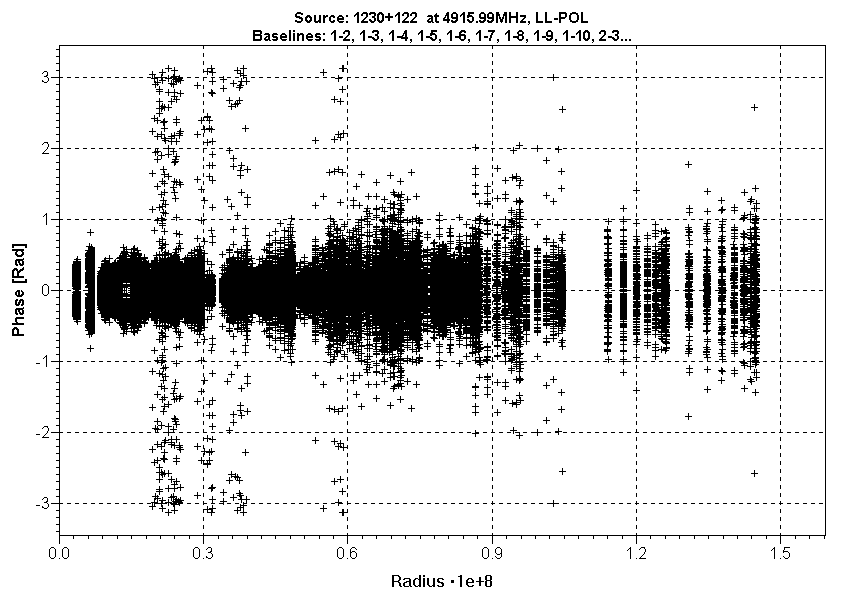 Source: 1230+122 at 4915.99MHz, LL-POL
Baselines: 1-2, 1-3, 1-4, 1-5, 1-6, 1-7, 1-8, 1-9, 1-10, 2-3...
3
2
1
0
-1
-2
-3
Phase [Rad]
0.0 0.3 0.6 0.9 1.2 1.5
Radius ·1e+8